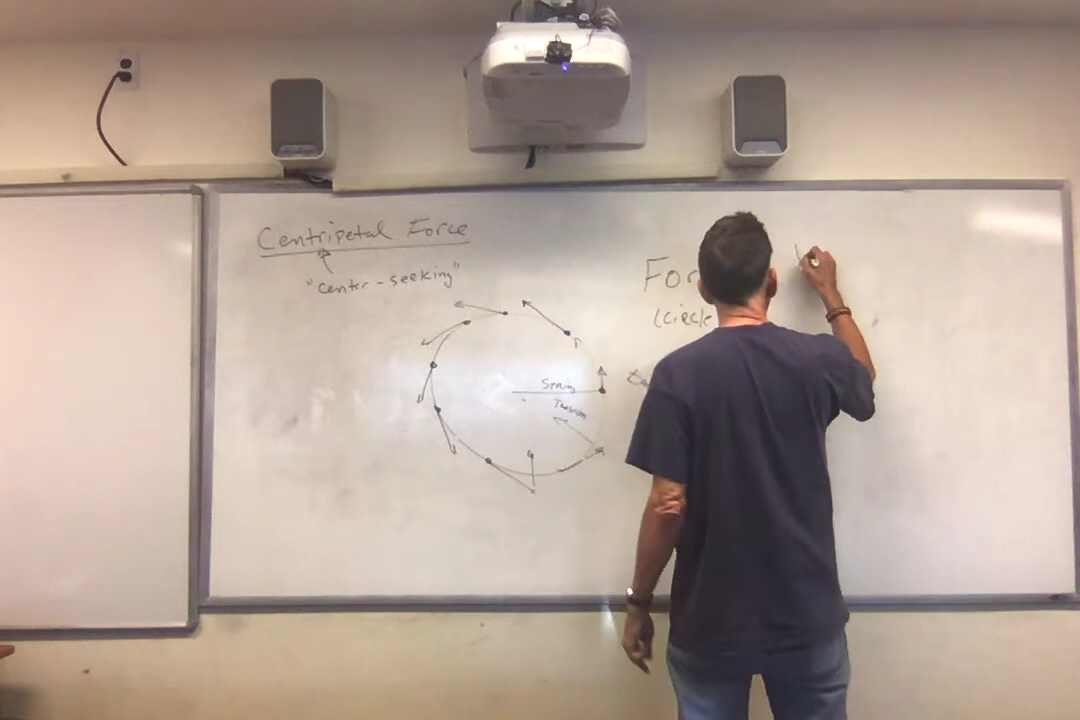 Centripetal Force
"center-seeking"
For
(circle
String
Tension